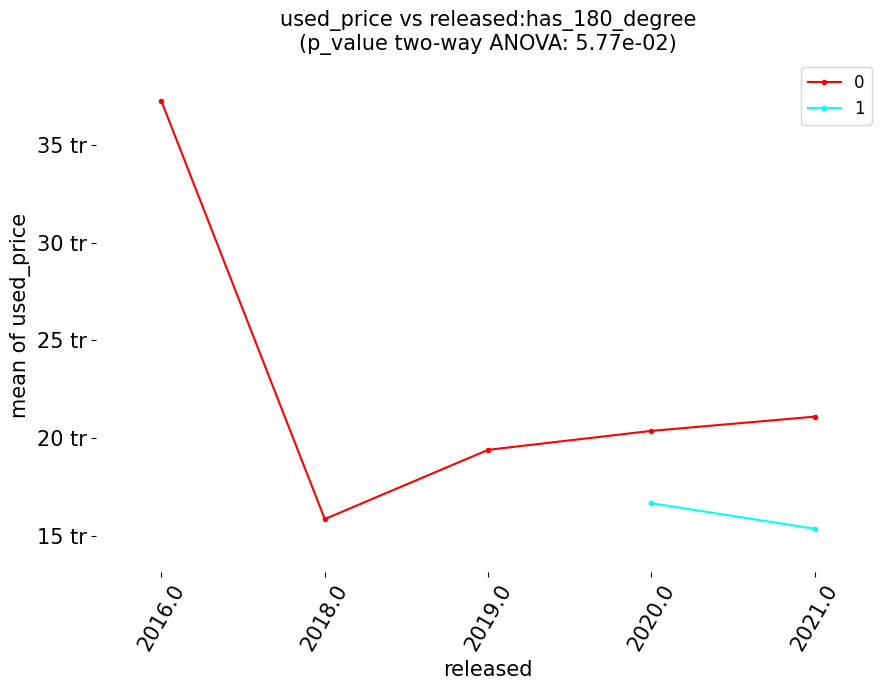 used_price vs released:has_180_degree
(p_value two-way ANOVA: 5.77e-02)
0
1
35 tr
30 tr
25 tr
20 tr
15 tr
mean of used_price
2016.0
2018.0
2019.0
2020.0
2021.0
released